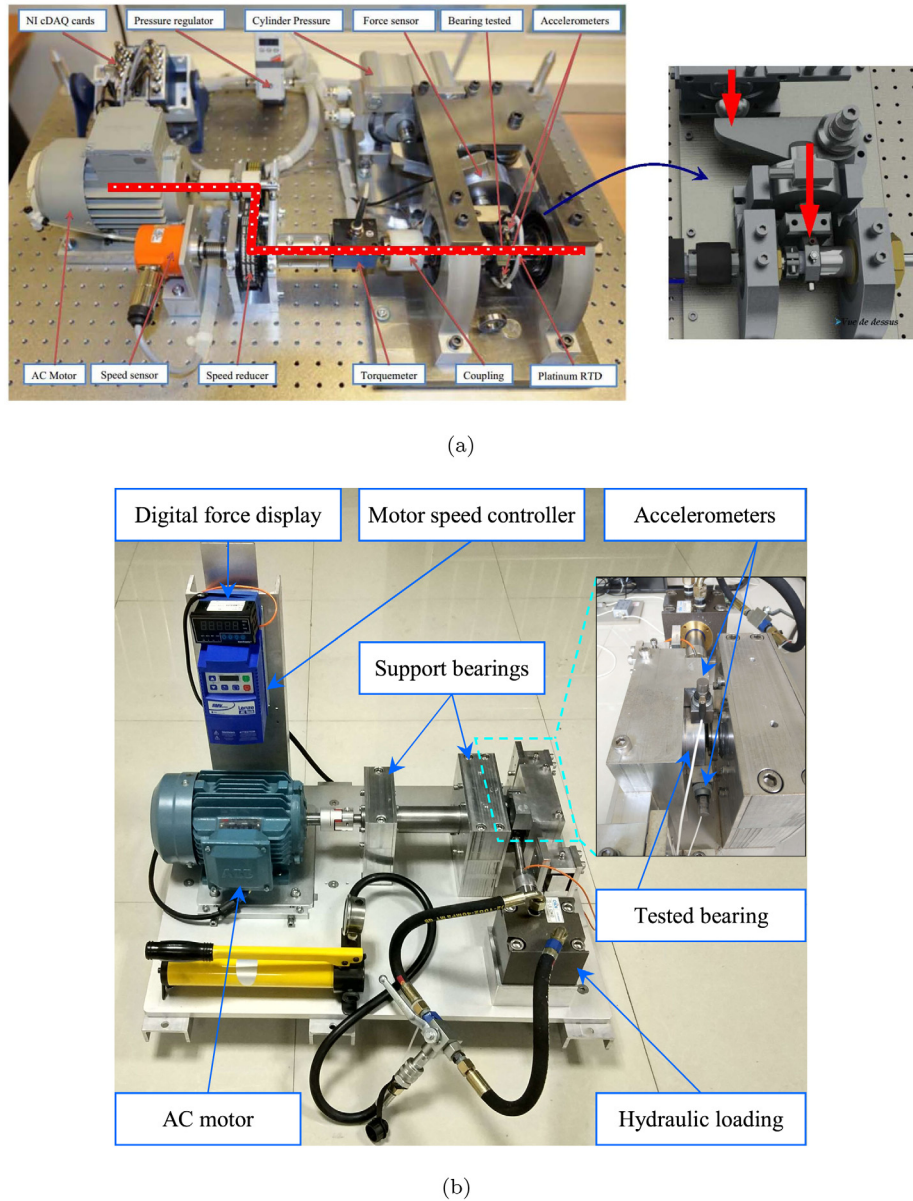 NI cDAQ cards
Pressure regulator
Cylinder Pressure
Force sensor
Bearing tested
Accelerometers
Vue de dessus
AC Motor
Speed sensor
Speed reducer
Torquemeter
Coupling
Platinum RTD
(a)
Digital force display
Motor speed controller
Accelerometers
Support bearings
Lenze
Tested bearing
ABB
AC motor
Hydraulic loading
(b)